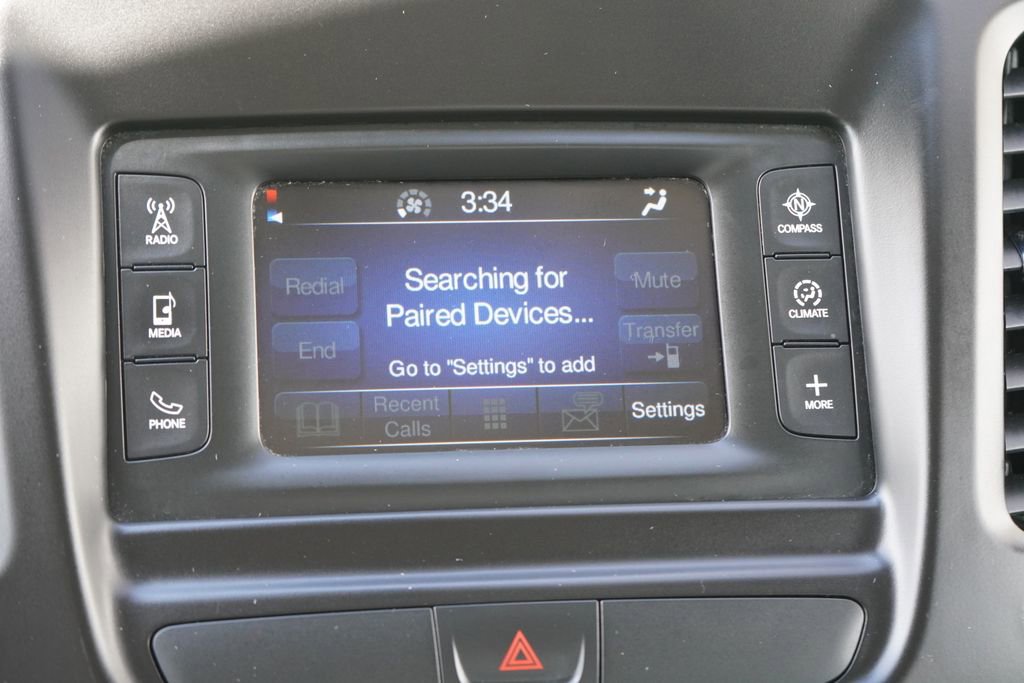 3:34
RADIO
MEDIA
PHONE
Redial
End
Searching for
Paired Devices...
Go to "Settings" to add
Mute
Transfer
Recent
Calls
Settings
N
COMPASS
CLIMATE
MORE